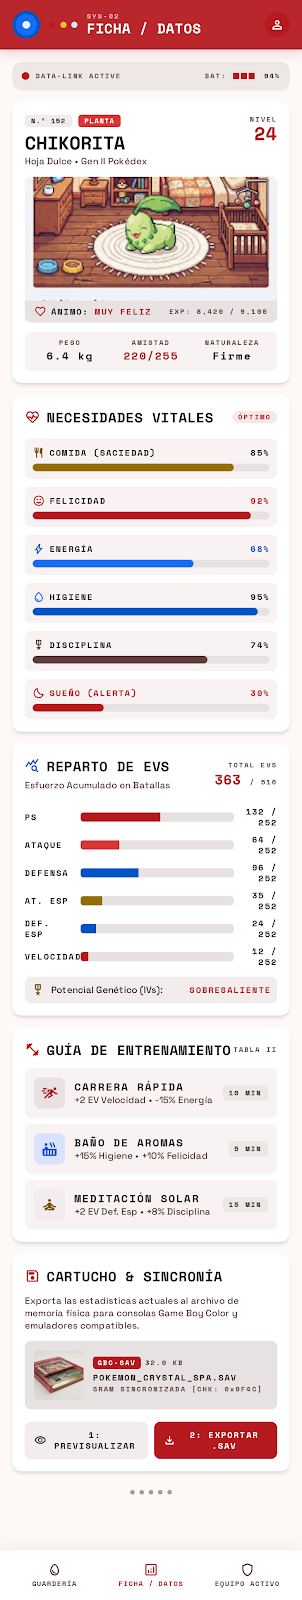 SYS-02
FICHA / DATOS
DATA-LINK ACTIVE
BAT: 94%
N.° 152
PLANTA
NIVEL
24
CHIKORITA
Hoja Dulce • Gen II Pokédex
ÁNIMO: MUY FELIZ
EXP: 8,420 / 9,100
PESO
6.4 kg
AMISTAD
220/255
NATURALEZA
Firme
NECESIDADES VITALES
ÓPTIMO
COMIDA (SACIEDAD) 85%
FELICIDAD 92%
ENERGÍA 68%
HIGIENE 95%
DISCIPLINA 74%
SUEÑO (ALERTA) 30%
REPARTO DE EVS
Esfuerzo Acumulado en Batallas
TOTAL EVS
363 / 510
PS 132 /
252
ATAQUE 64 /
252
DEFENSA 96 /
252
AT. ESP 35 /
252
DEF.
ESP
24 /
252
VELOCIDAD 12 /
252
Potencial Genético (IVs): SOBRESALIENTE
GUÍA DE ENTRENAMIENTO
TABLA II
CARRERA RÁPIDA
+2 EV Velocidad • -15% Energía
10 MIN
BAÑO DE AROMAS
+15% Higiene • +10% Felicidad
5 MIN
MEDITACIÓN SOLAR
+2 EV Def. Esp • +8% Disciplina
15 MIN
CARTUCHO & SINCRONÍA
Exporta las estadísticas actuales al archivo de
memoria física para consolas Game Boy Color y
emuladores compatibles.
GBC-SAV 32.0 KB
POKEMON_CRYSTAL_SPA.SAV
SRAM SINCRONIZADA [CHK: 0x9F4C]
1:
PREVISUALIZAR
2: EXPORTAR
.SAV
GUARDERÍA
FICHA / DATOS
EQUIPO ACTIVO